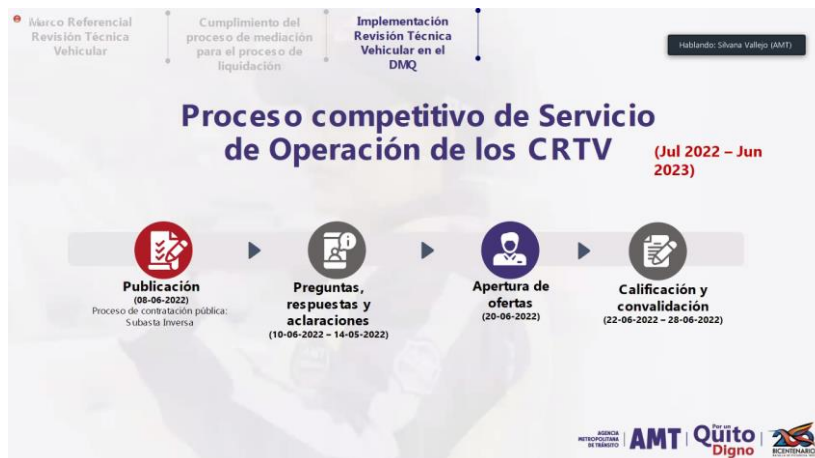 Marco Referencial
Revisión Técnica
Vehicular
Cumplimiento del
proceso de mediación
para el proceso de
liquidación
Implementación
Revisión Técnica
Vehicular en el
DMQ
Hablando: Silvana Vallejo (AMT)
Proceso competitivo de Servicio
de Operación de los CRTV
(Jul 2022 – Jun
2023)
Publicación
(08-06-2022)
Proceso de contratación pública:
Subasta Inversa
Preguntas,
respuestas y
aclaraciones
(10-06-2022 – 14-05-2022)
Apertura de
ofertas
(20-06-2022)
Calificación y
convalidación
(22-06-2022 – 28-06-2022)
AGENCIA
METROPOLITANA
DE TRÁNSITO
AMT
Por un
Quito
Digno
BICENTENARIO